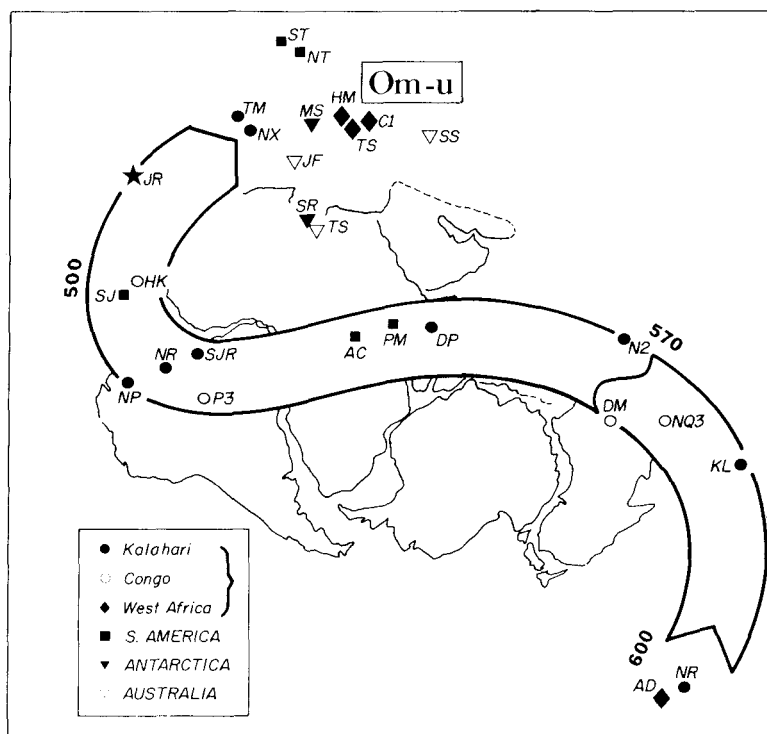 ST
NT
Om-u
HM
TM
MS
C1
NX
TS
SS
JF
JR
SR
TS
500
HK
SJ
SJR
AC
PM
DP
N2
570
NR
NP
P3
DM
NQ3
KL
Kalahari
Congo
West Africa
S. AMERICA
ANTARCTICA
AUSTRALIA
600
NR
AD